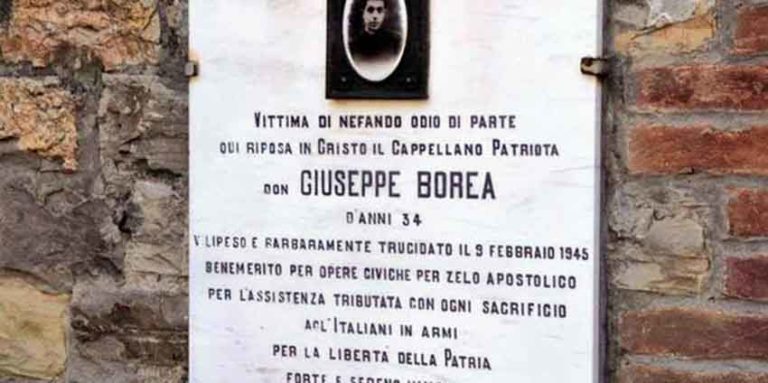 VITTIMA DI NEFANDO ODIO DI PARTE
QUI RIPOSA IN CRISTO IL CAPPELLANO PATRIOTA
DON GIUSEPPE BOREA
D'ANNI 34
VILIPESO E BARBARAMENTE TRUCIDATO IL 9 FEBBRAIO 1945
BENEMERITO PER OPERE CIVICHE PER ZELO APOSTOLICO
PER L'ASSISTENZA TRIBUTATA CON OGNI SACRIFICIO
AGL'ITALIANI IN ARMI
PER LA LIBERTÀ DELLA PATRIA
FORTE E SERENO